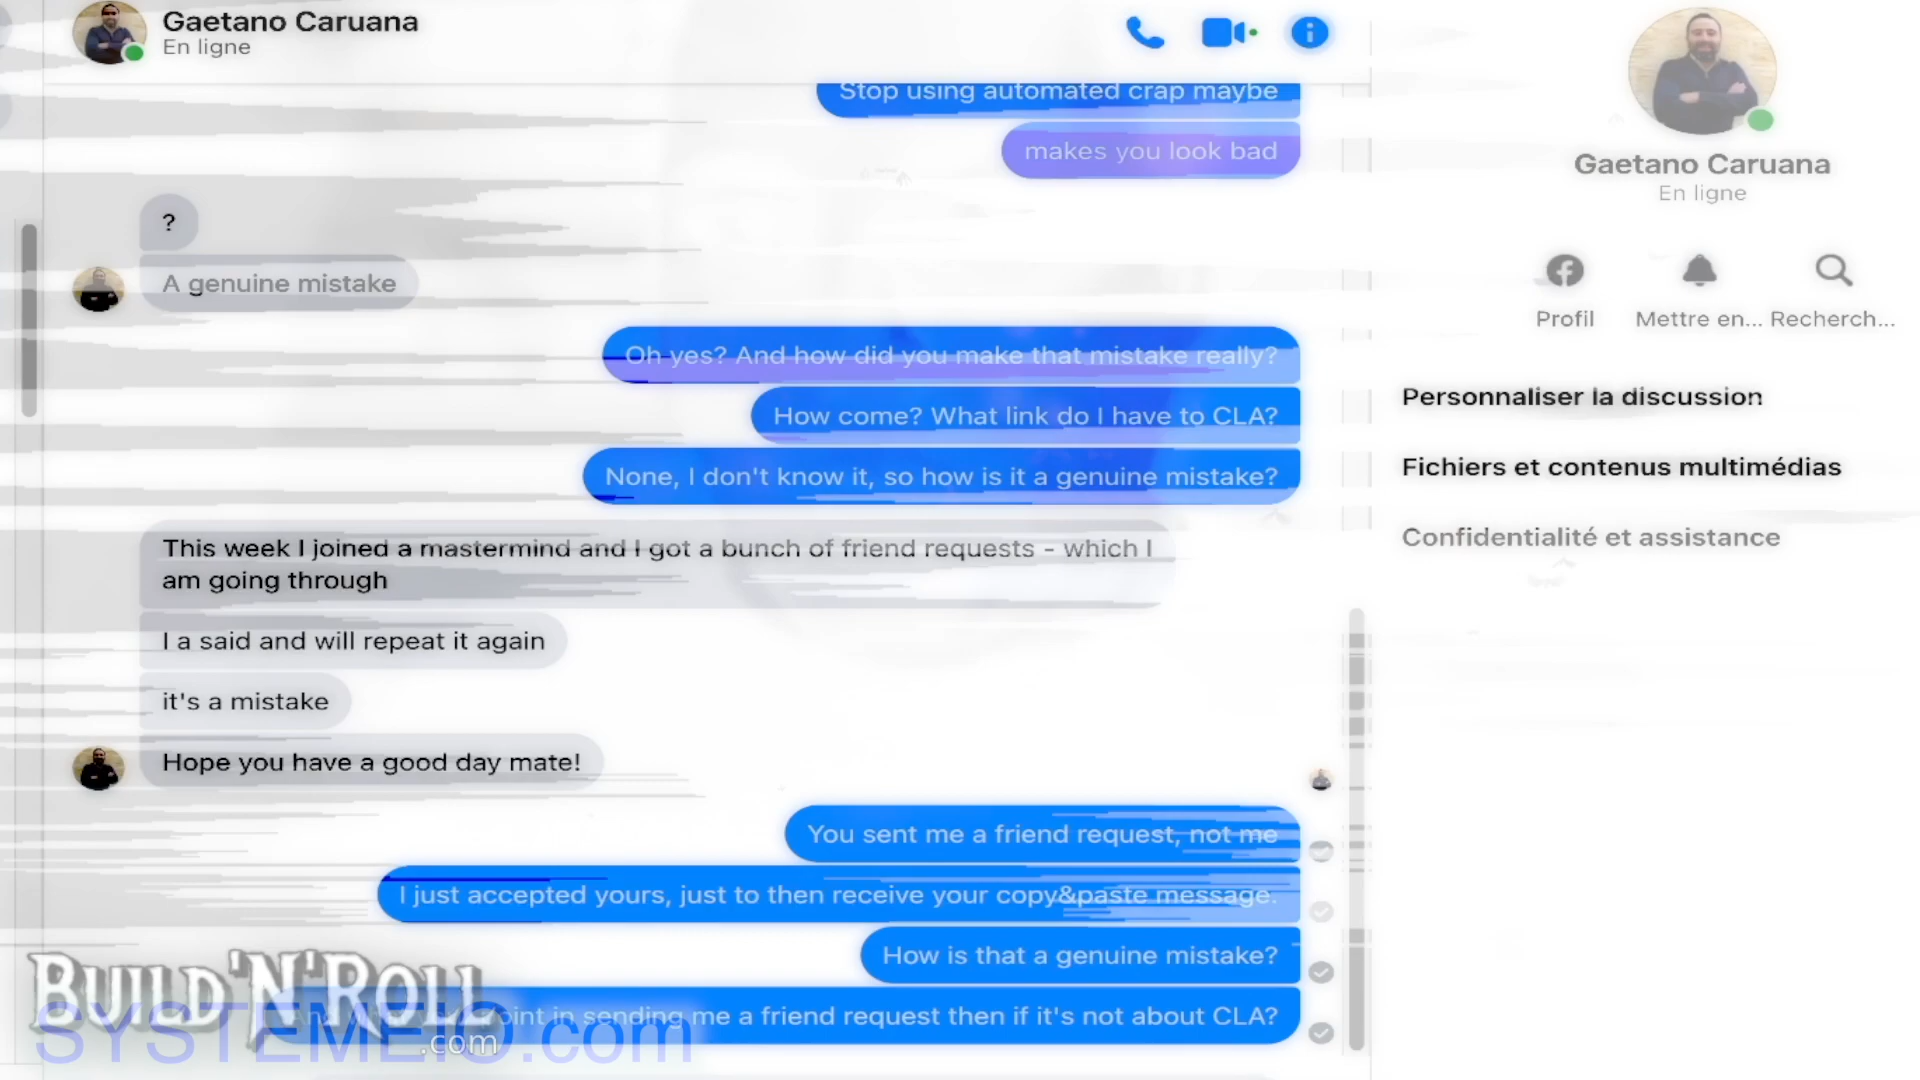 Gaetano Caruana
En ligne
Stop using automated crap maybe
makes you look bad
?
A genuine mistake
Oh yes? And how did you make that mistake really?
How come? What link do I have to CLA?
None, I don't know it, so how is it a genuine mistake?
This week I joined a mastermind and I got a bunch of friend requests - which I
am going through
I a said and will repeat it again
it's a mistake
Hope you have a good day mate!
You sent me a friend request, not me
I just accepted yours, just to then receive your copy&paste message.
How is that a genuine mistake?
oint in sending me a friend request then if it's not about CLA?
BUILD'N'ROLL
.com
SYSTEMEIO.com
Gaetano Caruana
En ligne
Profil
Mettre en...
Recherch...
Personnaliser la discussion
Fichiers et contenus multimédias
Confidentialité et assistance